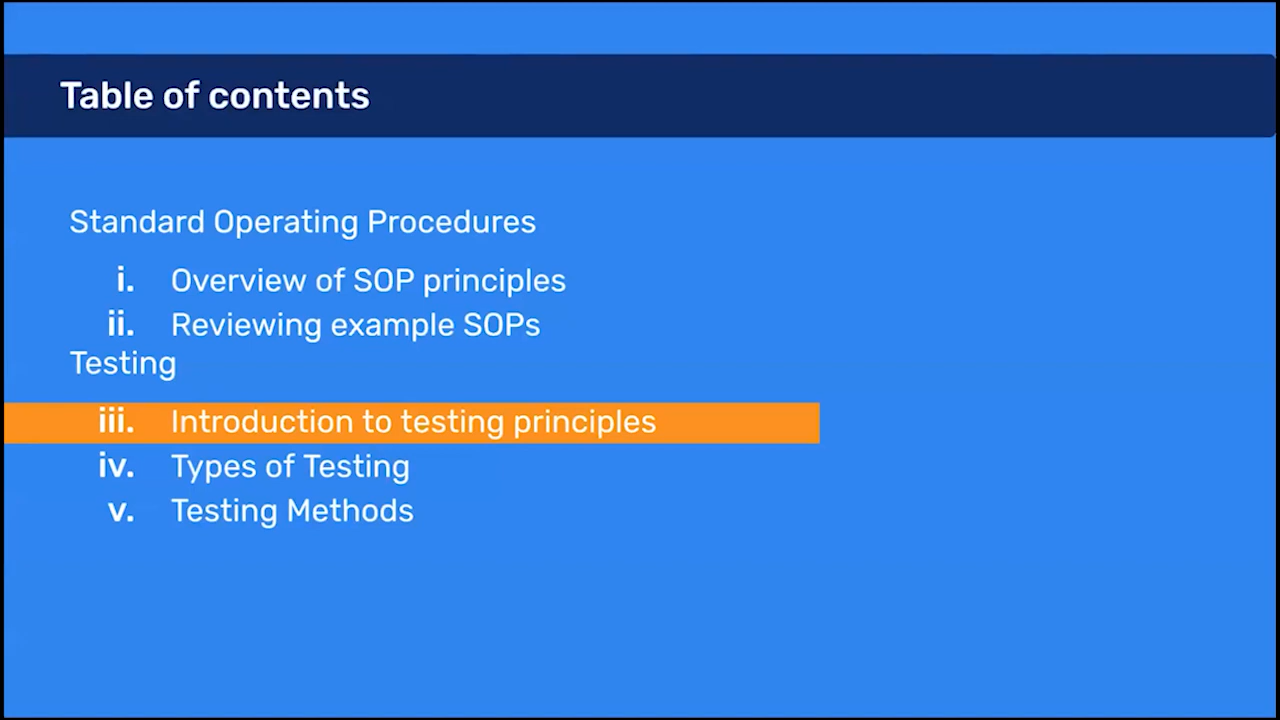 Table of contents
Standard Operating Procedures
i. Overview of SOP principles
ii. Reviewing example SOPs
Testing
iii. Introduction to testing principles
iv. Types of Testing
v. Testing Methods